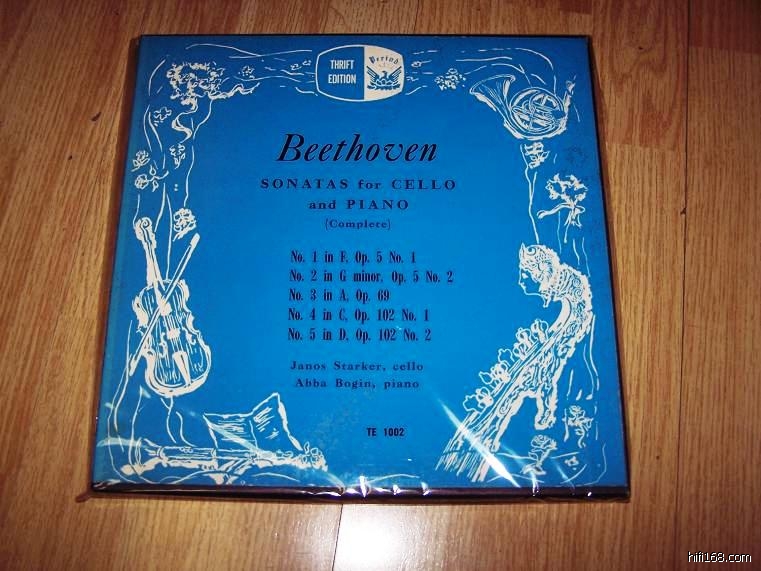 THRIFT
EDITION
Period
Beethoven
SONATAS for CELLO
and PIANO
(Complete)
No. 1 in F, Op. 5 No. 1
No. 2 in G minor, Op. 5 No. 2
No. 3 in A, Op. 69
No. 4 in C, Op. 102 No. 1
No. 5 in D, Op. 102 No. 2
Janos Starker, cello
Abba Bogin, piano
TE 1002
hifi168.com